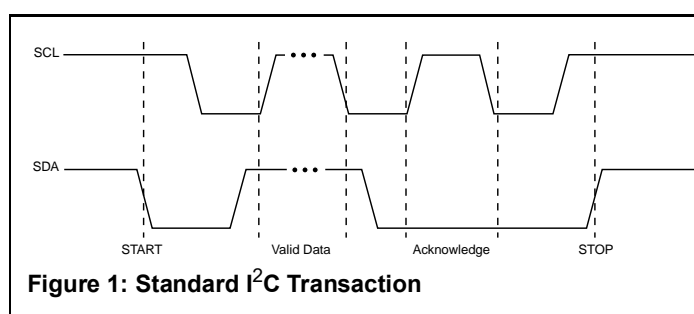 SCL
SDA
START Valid Data Acknowledge STOP
Figure 1: Standard I²C Transaction